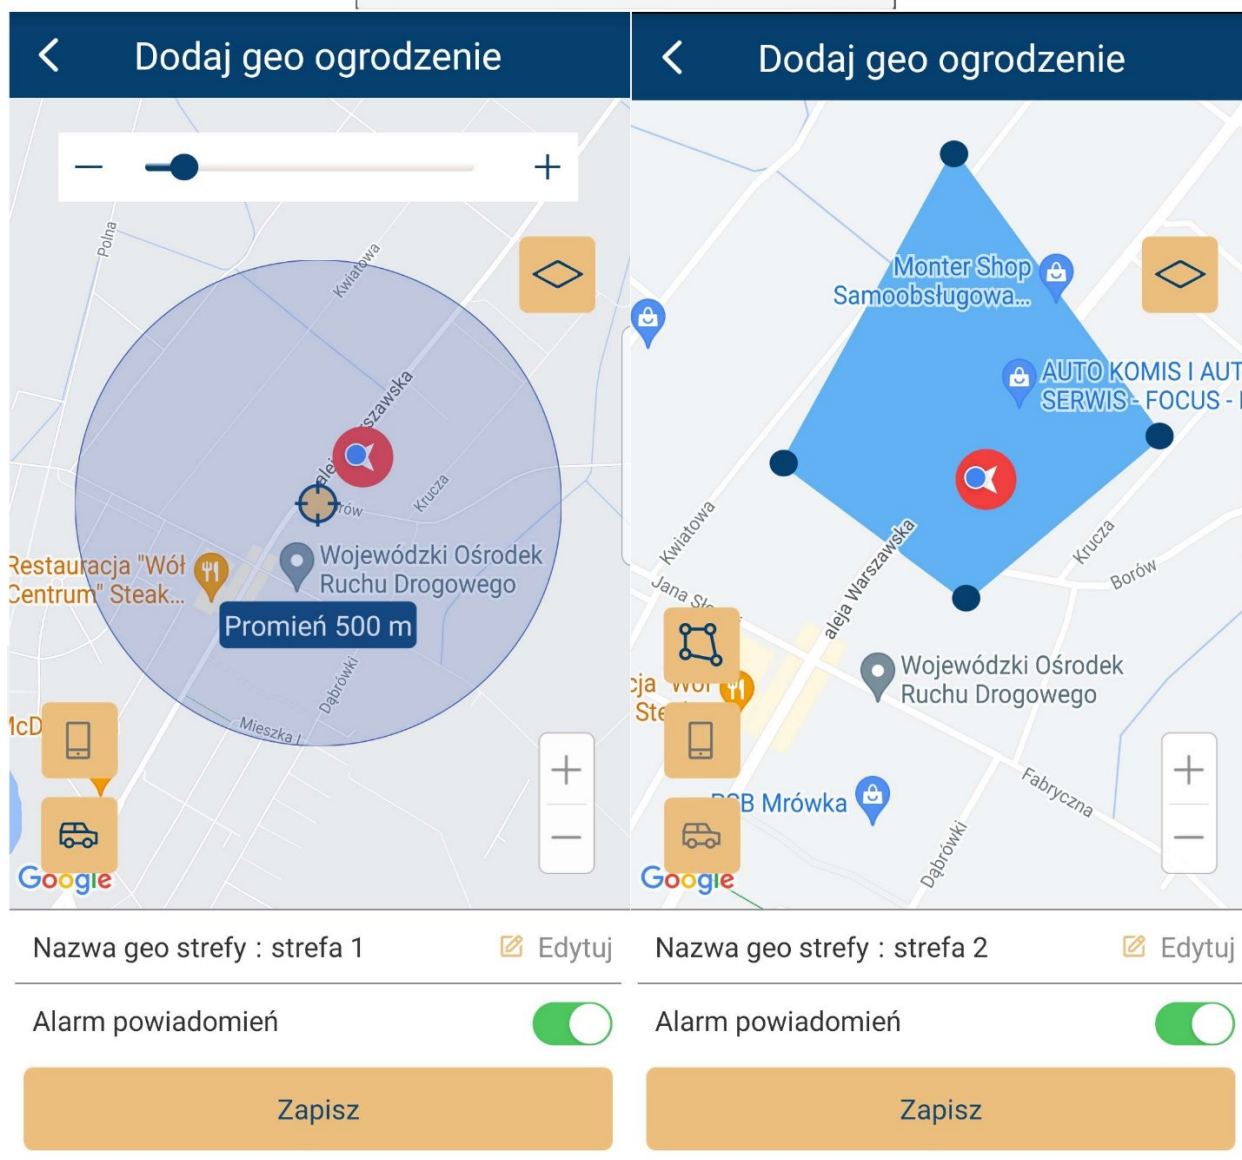 Dodaj geo ogrodzenie
Polna
Kwiatowa
aleja Warszawska
Krucza
Wojewódzki Ośrodek
Ruchu Drogowego
Restauracja "Wół
Centrum" Steak...
Promień 500 m
Dąbrówki
Mieszka I
McD
Google
Nazwa geo strefy : strefa 1
Edytuj
Alarm powiadomień
Zapisz
Dodaj geo ogrodzenie
Monter Shop
Samoobsługowa...
AUTO KOMIS I AUT
SERWIS - FOCUS -
Kwiatowa
aleja Warszawska
Krucza
Borów
Jana
Wojewódzki Ośrodek
Ruchu Drogowego
Fabryczna
Mrówka
Dąbrówki
Google
Nazwa geo strefy : strefa 2
Edytuj
Alarm powiadomień
Zapisz